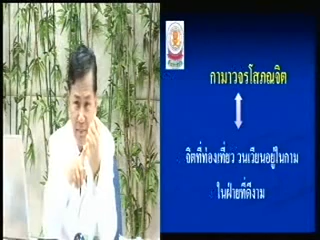 กามาวจรโสภณจิต
จิตที่ท่องเที่ยว วนเวียนอยู่ในกาม
ในฝ่ายที่ดีงาม